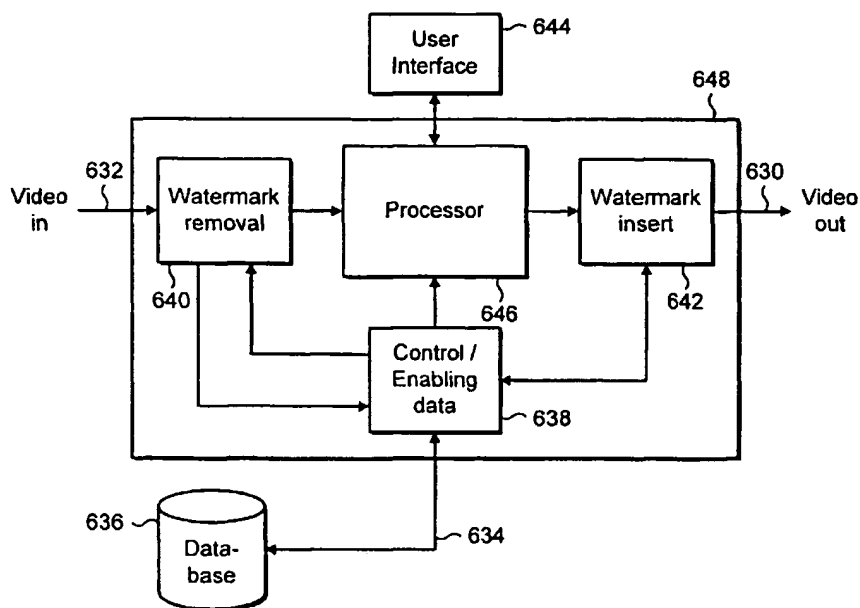 User
Interface
644
648
632
Video
in
Watermark
removal
640
Processor
646
Watermark
insert
642
630
Video
out
Control /
Enabling
data
638
636
Data-
base
634